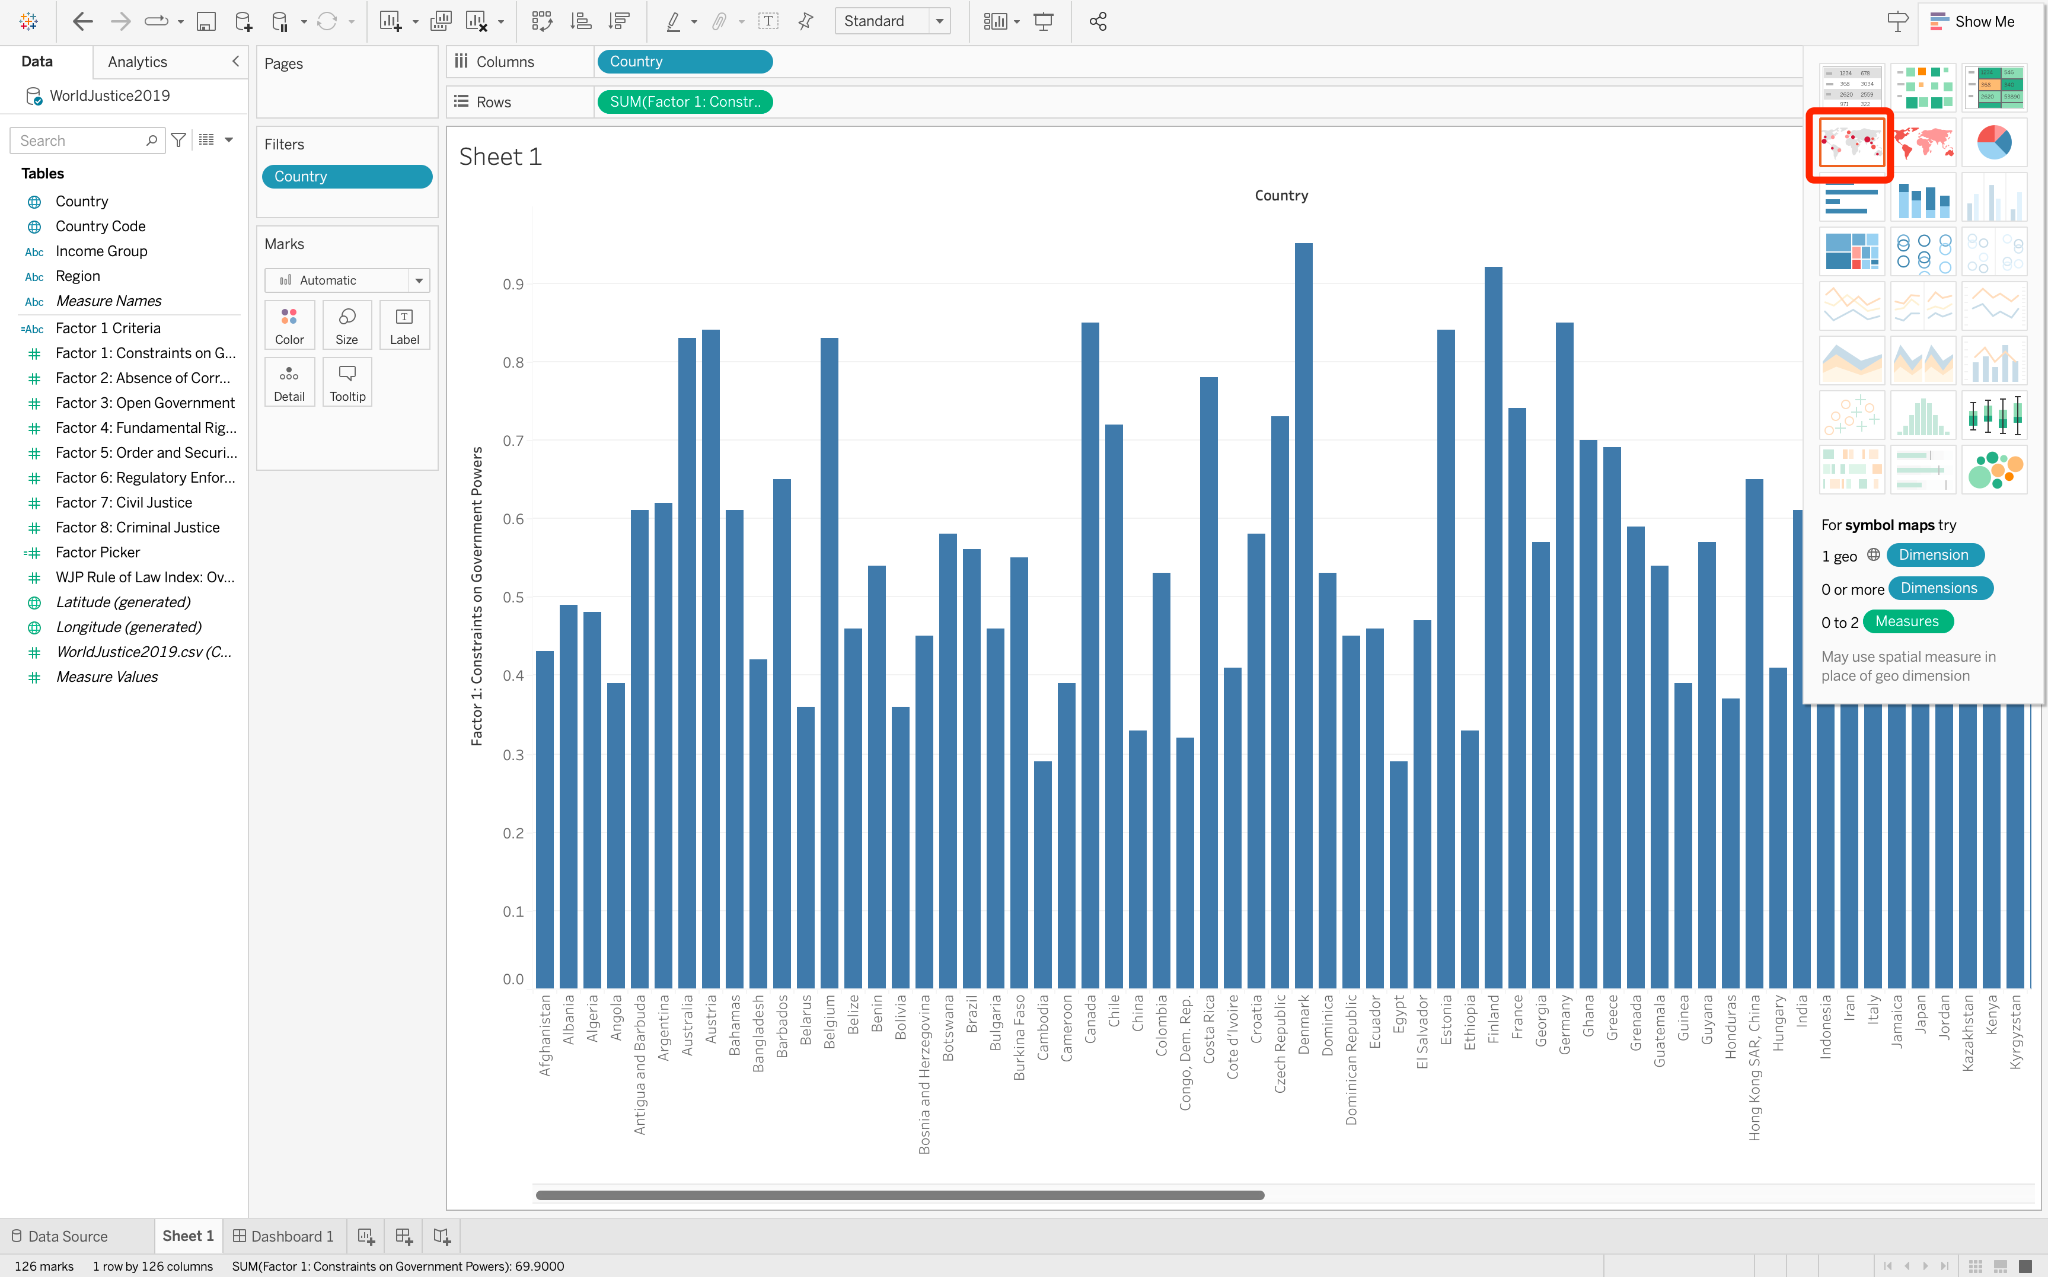 Standard
Show Me
Data
Analytics
Pages
Columns
Country
WorldJustice2019
Rows
SUM(Factor 1: Constr..
Search
Filters
Country
Sheet 1
Tables
Country
Country
Country Code
Income Group
Region
Measure Names
Factor 1 Criteria
Factor 1: Constraints on G...
Factor 2: Absence of Corr...
Factor 3: Open Government
Factor 4: Fundamental Rig...
Factor 5: Order and Securi...
Factor 6: Regulatory Enfor...
Factor 7: Civil Justice
Factor 8: Criminal Justice
Factor Picker
WJP Rule of Law Index: Ov...
Latitude (generated)
Longitude (generated)
WorldJustice2019.csv (C...
Measure Values
Abc
Abc
Abc
=Abc
Marks
Automatic
Color
Size
Label
Detail
Tooltip
Factor 1: Constraints on Government Powers
0.9
0.8
0.7
0.6
0.5
0.4
0.3
0.2
0.1
0.0
Afghanistan
Albania
Algeria
Angola
Antigua and Barbuda
Argentina
Australia
Austria
Bahamas
Bangladesh
Barbados
Belarus
Belgium
Belize
Benin
Bolivia
Bosnia and Herzegovina
Botswana
Brazil
Bulgaria
Burkina Faso
Cambodia
Cameroon
Canada
Chile
China
Colombia
Congo, Dem. Rep.
Costa Rica
Cote d'Ivoire
Croatia
Czech Republic
Denmark
Dominica
Dominican Republic
Ecuador
Egypt
El Salvador
Estonia
Ethiopia
Finland
France
Georgia
Germany
Ghana
Greece
Grenada
Guatemala
Guinea
Guyana
Honduras
Hong Kong SAR, China
Hungary
India
Indonesia
Iran
Italy
Jamaica
Japan
Jordan
Kazakhstan
Kenya
Kyrgyzstan
For symbol maps try
1 geo Dimension
0 or more Dimensions
0 to 2 Measures
May use spatial measure in
place of geo dimension
Data Source
Sheet 1
Dashboard 1
126 marks
1 row by 126 columns
SUM(Factor 1: Constraints on Government Powers): 69.9000